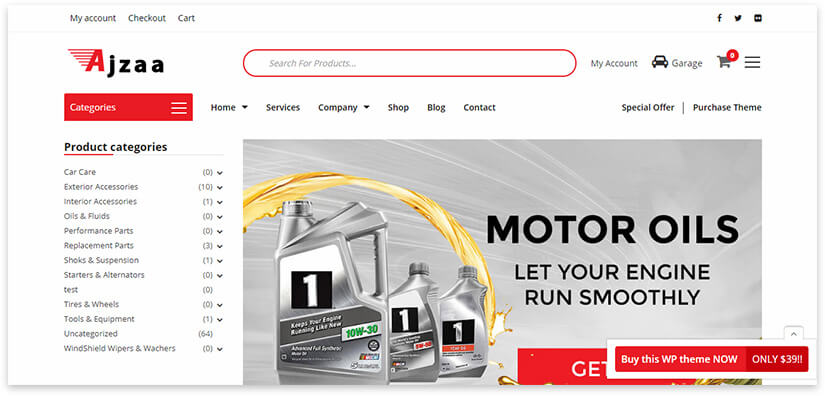 My account Checkout Cart
Ajzaa
Search For Products...
My Account Garage 0
Categories
Home Services Company Shop Blog Contact
Special Offer Purchase Theme
Product categories
Car Care (0)
Exterior Accessories (10)
Interior Accessories (1)
Oils & Fluids (0)
Performance Parts (0)
Replacement Parts (3)
Shoks & Suspension (1)
Starters & Alternators (0)
test (0)
Tires & Wheels (0)
Tools & Equipment (1)
Uncategorized (64)
WindShield Wipers & Wachers (0)
MOTOR OILS
LET YOUR ENGINE
RUN SMOOTHLY
GET
1
Keeps Your Engine
Running Like New
10W-30
Advanced Full Synthetic
Motor Oil
1
1
Buy this WP theme NOW ONLY $39!!